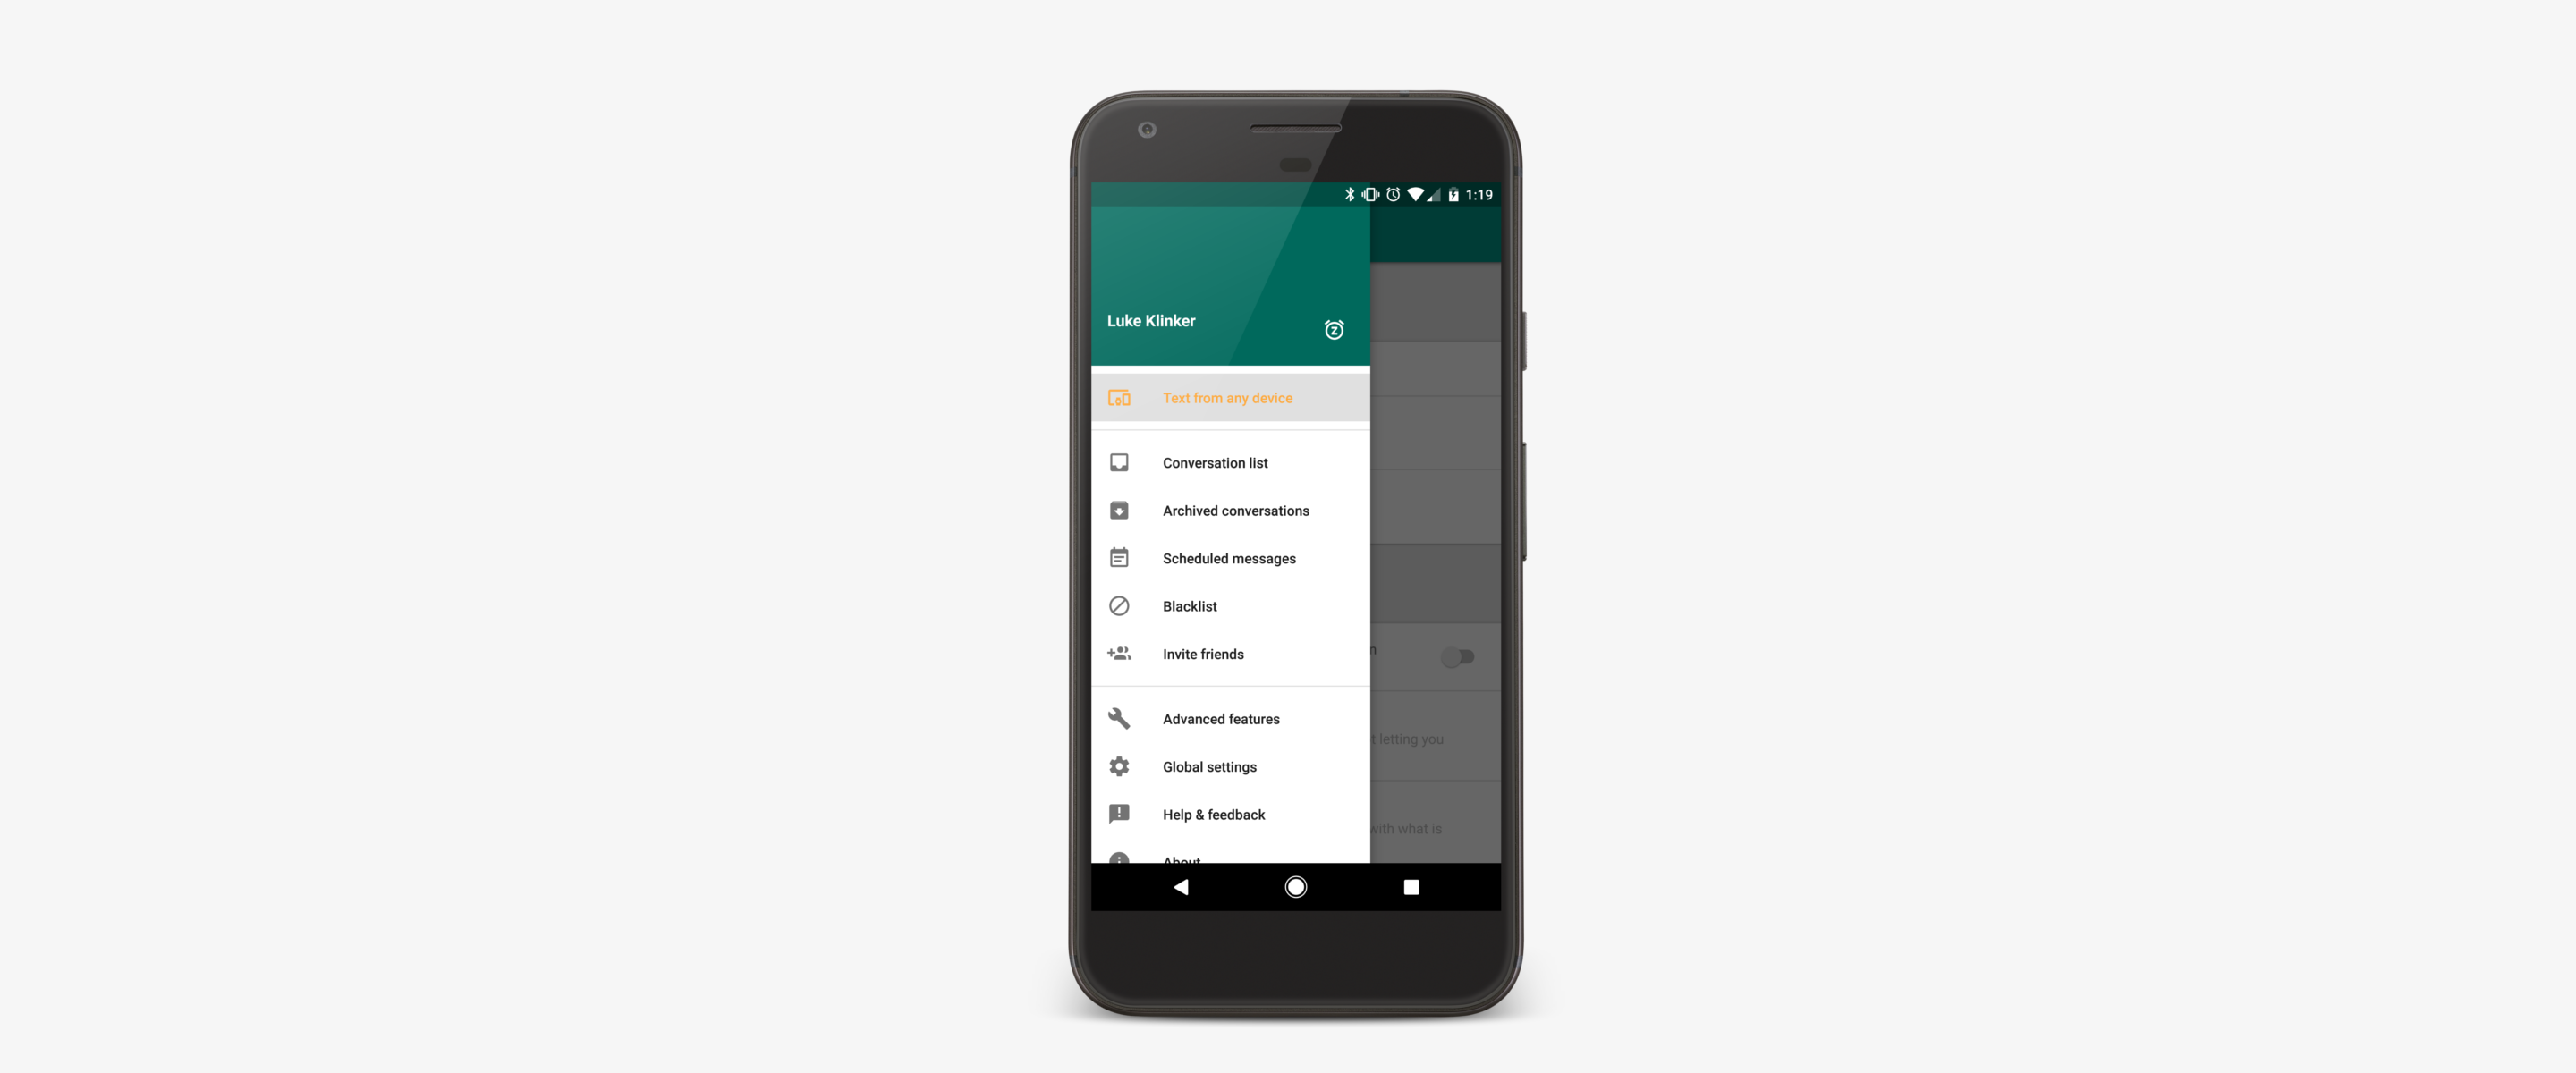 1:19
Luke Klinker
Text from any device
Conversation list
Archived conversations
Scheduled messages
Blacklist
Invite friends
Advanced features
letting you
Global settings
Help & feedback
with what is
About